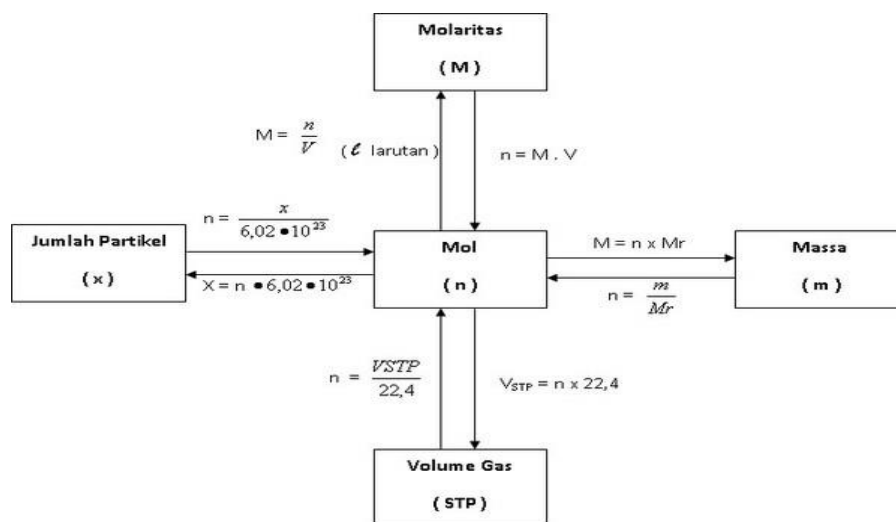 Molaritas
( M )
M = n/V ( ℓ larutan )
n = M . V
n = x / 6,02 • 10²³
Jumlah Partikel
( x )
X = n • 6,02 • 10²³
Mol
( n )
M = n x Mr
n = m/Mr
Massa
( m )
n = VSTP/22,4
V_STP = n x 22,4
Volume Gas
( STP )